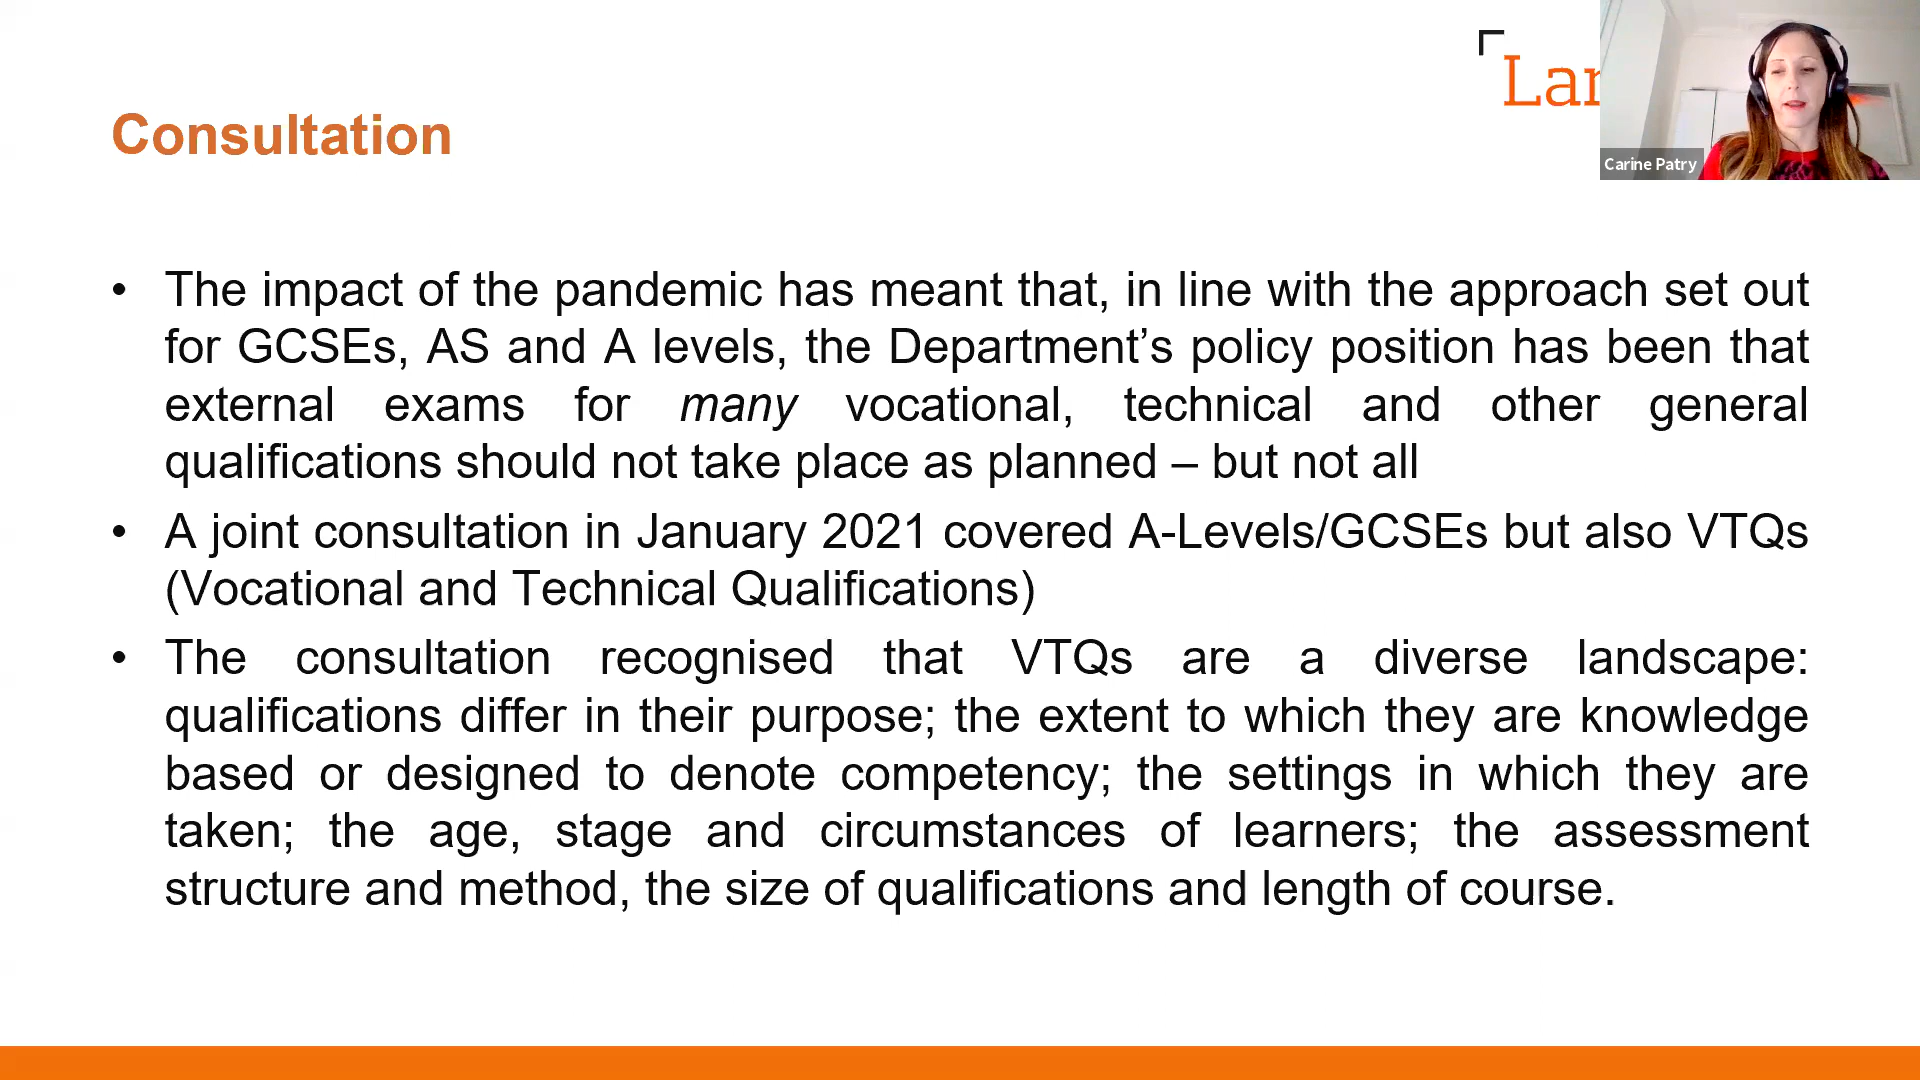 Lan
Carine Patry
Consultation
• The impact of the pandemic has meant that, in line with the approach set out
for GCSEs, AS and A levels, the Department’s policy position has been that
external exams for many vocational, technical and other general
qualifications should not take place as planned – but not all
• A joint consultation in January 2021 covered A-Levels/GCSEs but also VTQs
(Vocational and Technical Qualifications)
• The consultation recognised that VTQs are a diverse landscape:
qualifications differ in their purpose; the extent to which they are knowledge
based or designed to denote competency; the settings in which they are
taken; the age, stage and circumstances of learners; the assessment
structure and method, the size of qualifications and length of course.